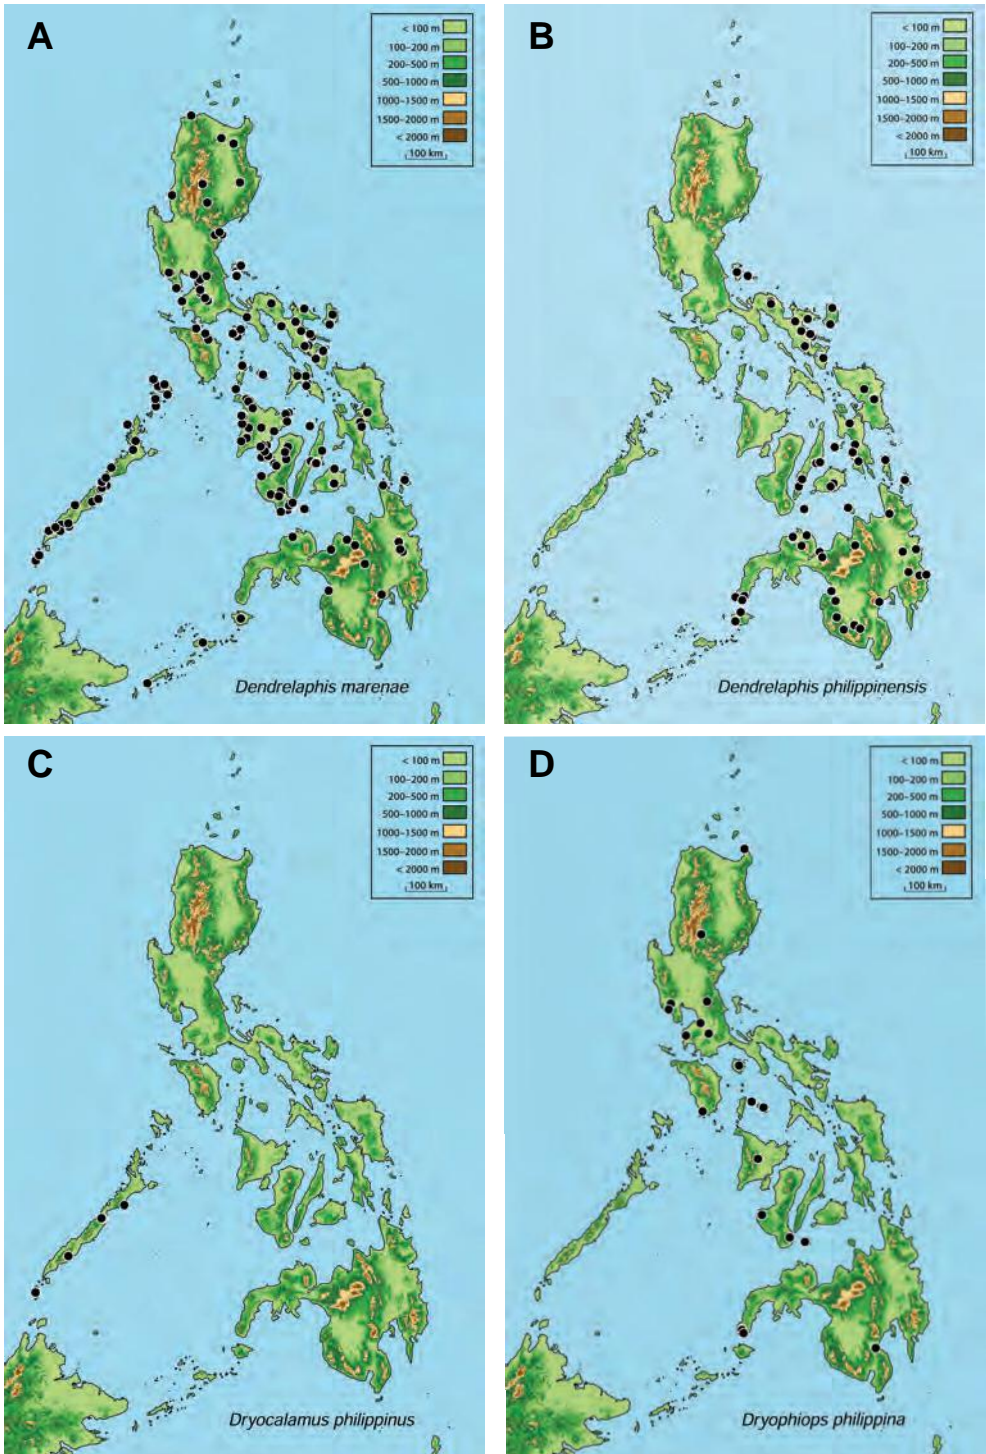 A
< 100 m
100–200 m
200–500 m
500–1000 m
1000–1500 m
1500–2000 m
< 2000 m
100 km
Dendrelaphis marenae
B
< 100 m
100–200 m
200–500 m
500–1000 m
1000–1500 m
1500–2000 m
< 2000 m
100 km
Dendrelaphis philippinensis
C
< 100 m
100–200 m
200–500 m
500–1000 m
1000–1500 m
1500–2000 m
< 2000 m
100 km
Dryocalamus philippinus
D
< 100 m
100–200 m
200–500 m
500–1000 m
1000–1500 m
1500–2000 m
< 2000 m
100 km
Dryophiops philippina